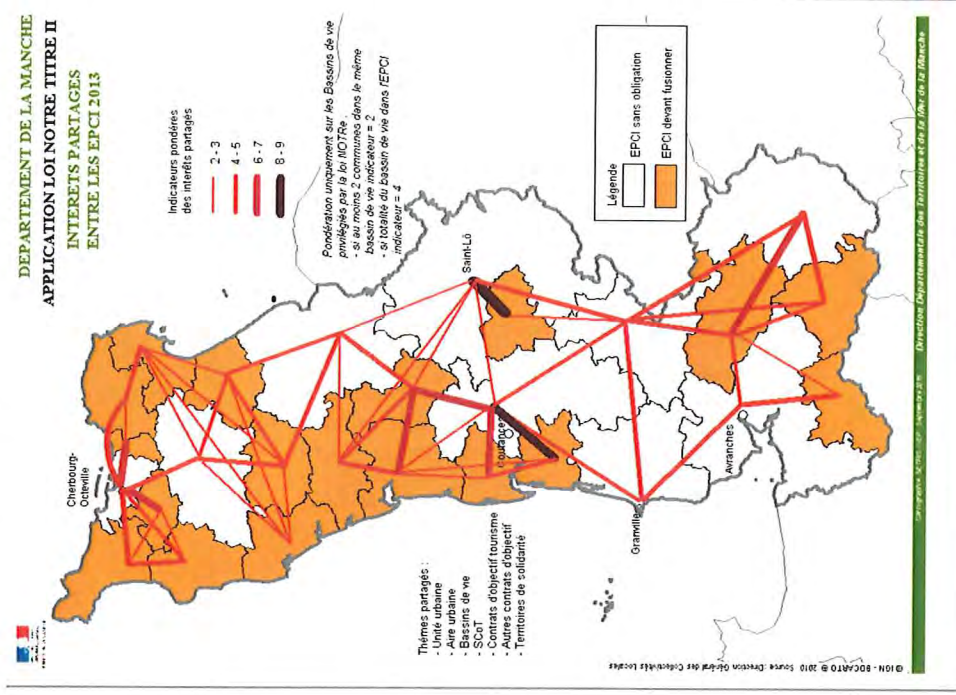 DEPARTEMENT DE LA MANCHE
APPLICATION LOI NOTRE TITRE II
INTERETS PARTAGES
ENTRE LES EPCI 2013
Indicateurs pondérés
des interêts partagés
2 - 3
4 - 5
6 - 7
8 - 9
Pondération uniquement sur les Bassins de vie
privilégiés par la loi NOTRe.
- si au moins 2 communes dans le même
bassin de vie indicateur = 2
- si totalité du bassin de vie dans l'EPCI
indicateur = 4
Légende
EPCI sans obligation
EPCI devant fusionner
Cherbourg-
Octeville
Saint-Lô
Coutances
Granville
Avranches
Thèmes partagés :
- Unité urbaine
- Aire urbaine
- Bassins de vie
- SCoT
- Contrats d'objectif tourisme
- Autres contrats d'objectif
- Territoires de solidarité
© IGN - BDCARTO © 2010 Source : Direction Général des Collectivités Locales
Direction Départementale des Territoires et de la Mer de la Manche